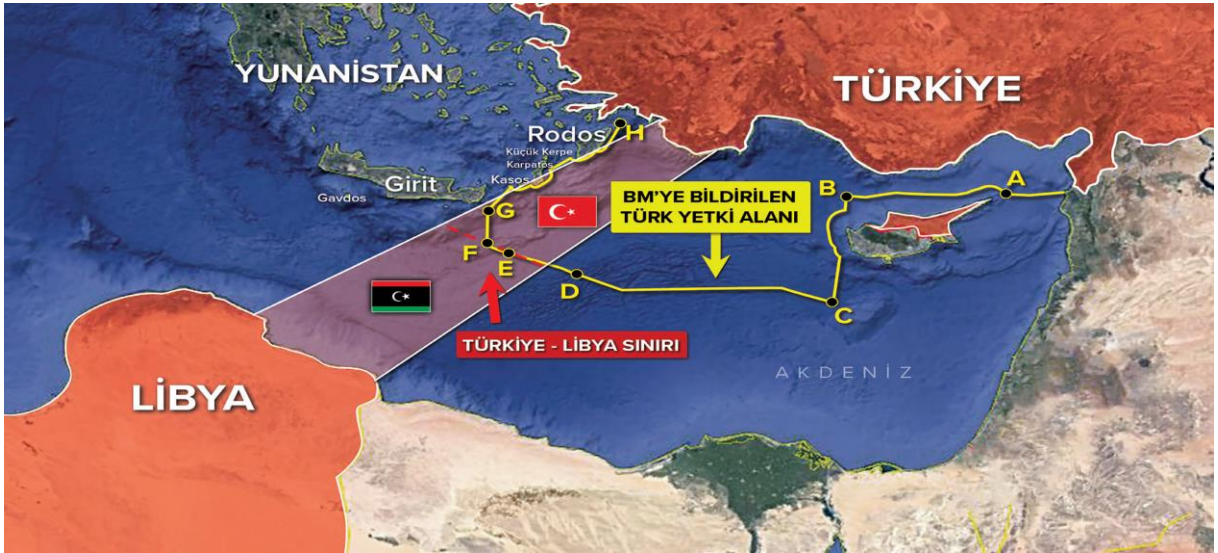 YUNANİSTAN
TÜRKİYE
Rodos
H
Küçük Kerpe
Karpatos
Kasos
Girit
Gavdos
G
F
E
D
C
B
A
BM'YE BİLDİRİLEN
TÜRK YETKİ ALANI
TÜRKİYE - LİBYA SINIRI
AKDENİZ
LİBYA